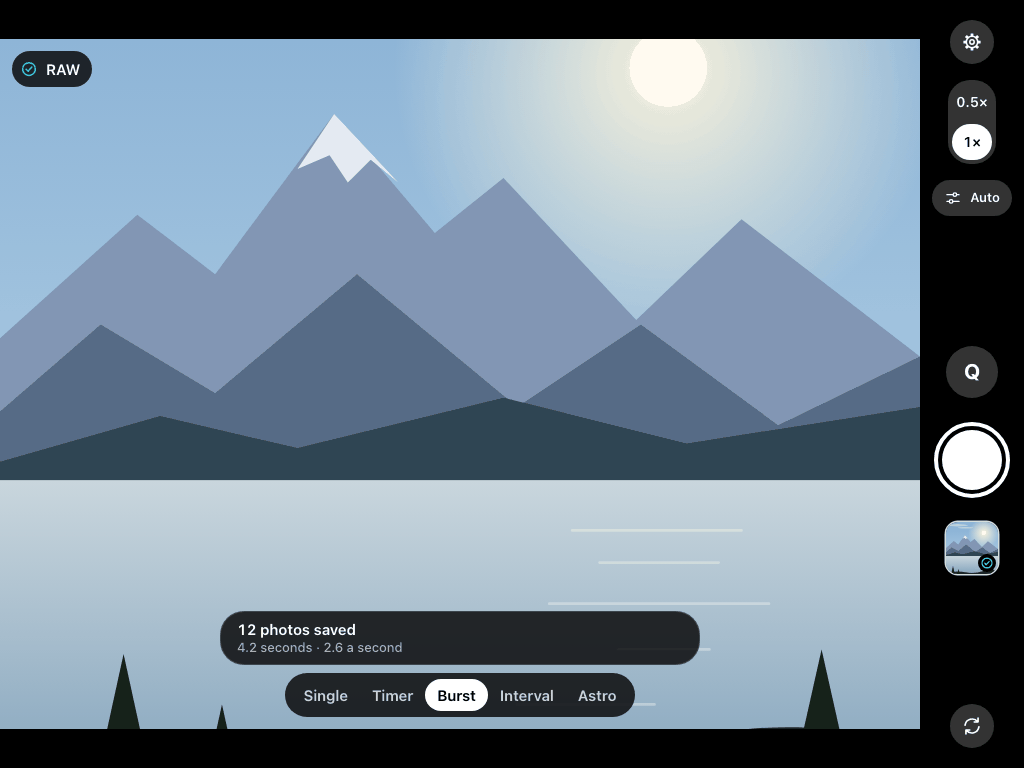 RAW
0.5×
1×
Auto
Q
12 photos saved
4.2 seconds · 2.6 a second
Single Timer Burst Interval Astro